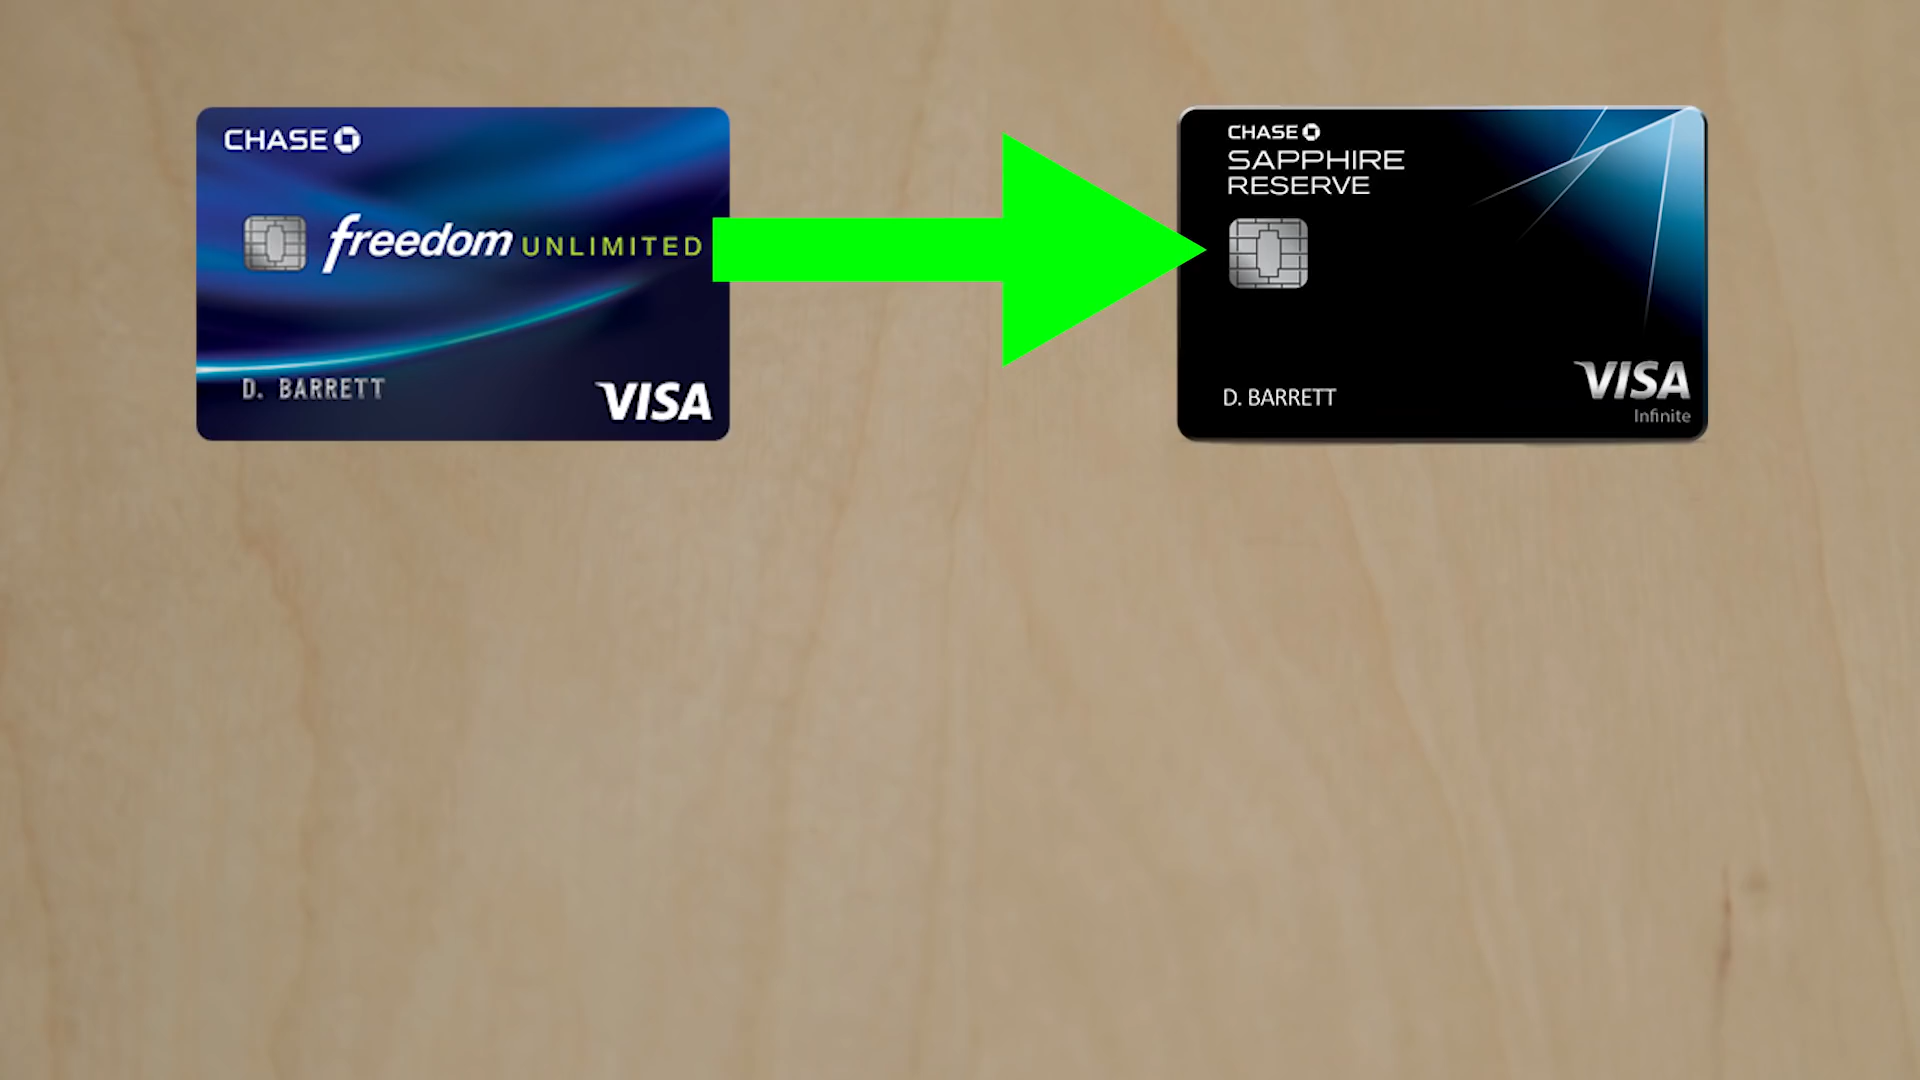 CHASE
freedom UNLIMITED
D. BARRETT
VISA
CHASE
SAPPHIRE
RESERVE
D. BARRETT
VISA
Infinite